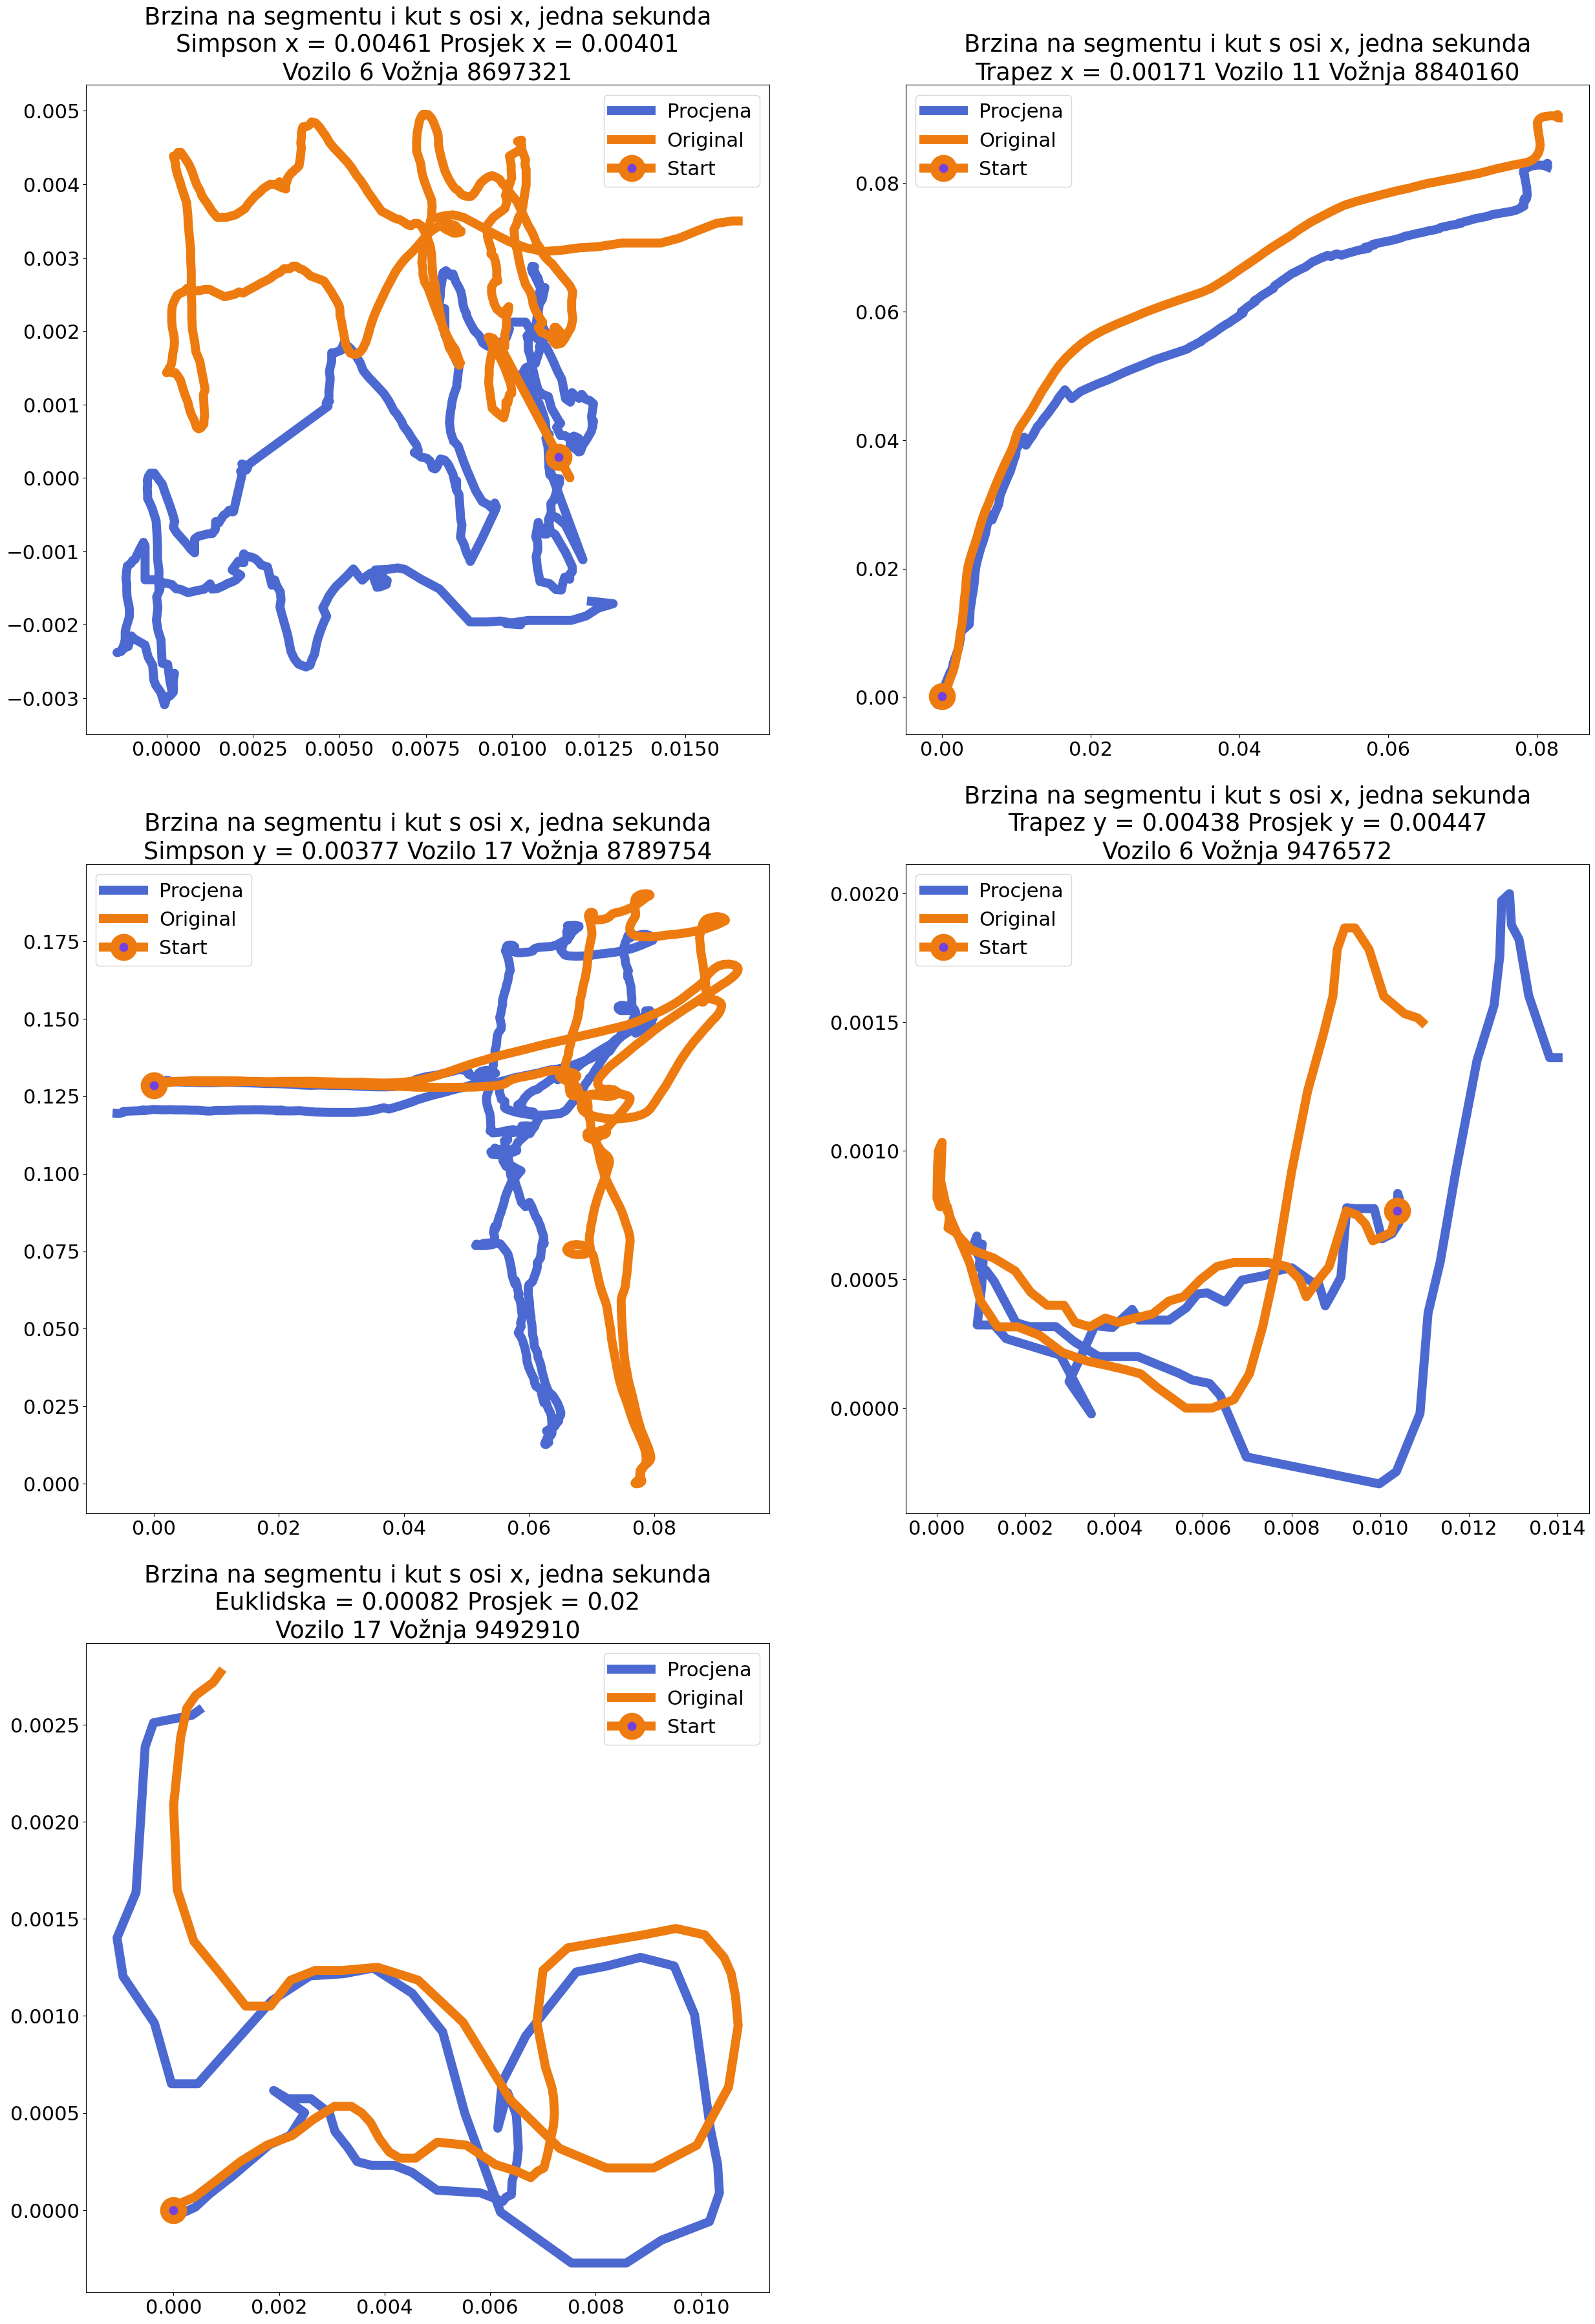 Brzina na segmentu i kut s osi x, jedna sekunda
Simpson x = 0.00461 Prosjek x = 0.00401
Vozilo 6 Vožnja 8697321
Procjena
Original
Start
0.005
0.004
0.003
0.002
0.001
0.000
−0.001
−0.002
−0.003
0.0000 0.0025 0.0050 0.0075 0.0100 0.0125 0.0150
Brzina na segmentu i kut s osi x, jedna sekunda
Trapez x = 0.00171 Vozilo 11 Vožnja 8840160
Procjena
Original
Start
0.08
0.06
0.04
0.02
0.00
0.00 0.02 0.04 0.06 0.08
Brzina na segmentu i kut s osi x, jedna sekunda
Simpson y = 0.00377 Vozilo 17 Vožnja 8789754
Procjena
Original
Start
0.175
0.150
0.125
0.100
0.075
0.050
0.025
0.000
0.00 0.02 0.04 0.06 0.08
Brzina na segmentu i kut s osi x, jedna sekunda
Trapez y = 0.00438 Prosjek y = 0.00447
Vozilo 6 Vožnja 9476572
Procjena
Original
Start
0.0020
0.0015
0.0010
0.0005
0.0000
0.000 0.002 0.004 0.006 0.008 0.010 0.012 0.014
Brzina na segmentu i kut s osi x, jedna sekunda
Euklidska = 0.00082 Prosjek = 0.02
Vozilo 17 Vožnja 9492910
Procjena
Original
Start
0.0025
0.0020
0.0015
0.0010
0.0005
0.0000
0.000 0.002 0.004 0.006 0.008 0.010